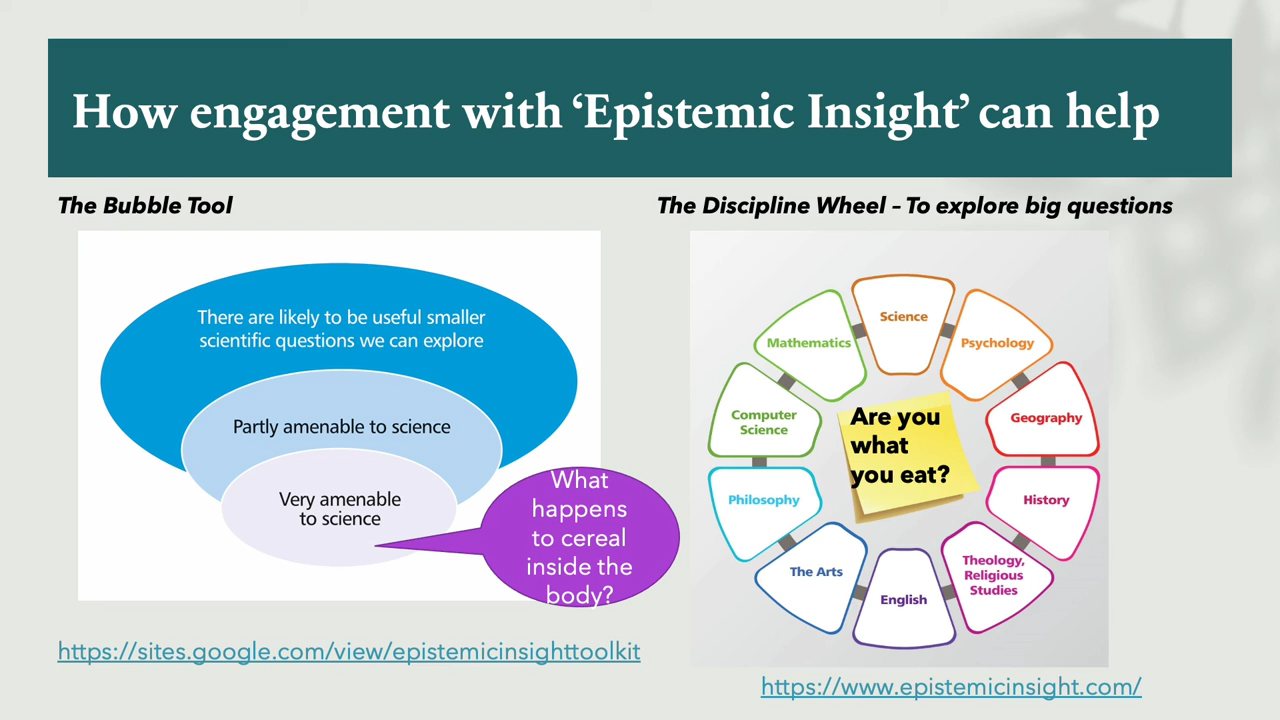 How engagement with ‘Epistemic Insight’ can help
The Bubble Tool
There are likely to be useful smaller
scientific questions we can explore
Partly amenable to science
Very amenable
to science
What
happens
to cereal
inside the
body?
https://sites.google.com/view/epistemicinsighttoolkit
The Discipline Wheel – To explore big questions
Science
Psychology
Geography
History
Theology,
Religious
Studies
English
The Arts
Philosophy
Computer
Science
Mathematics
Are you
what
you eat?
https://www.epistemicinsight.com/